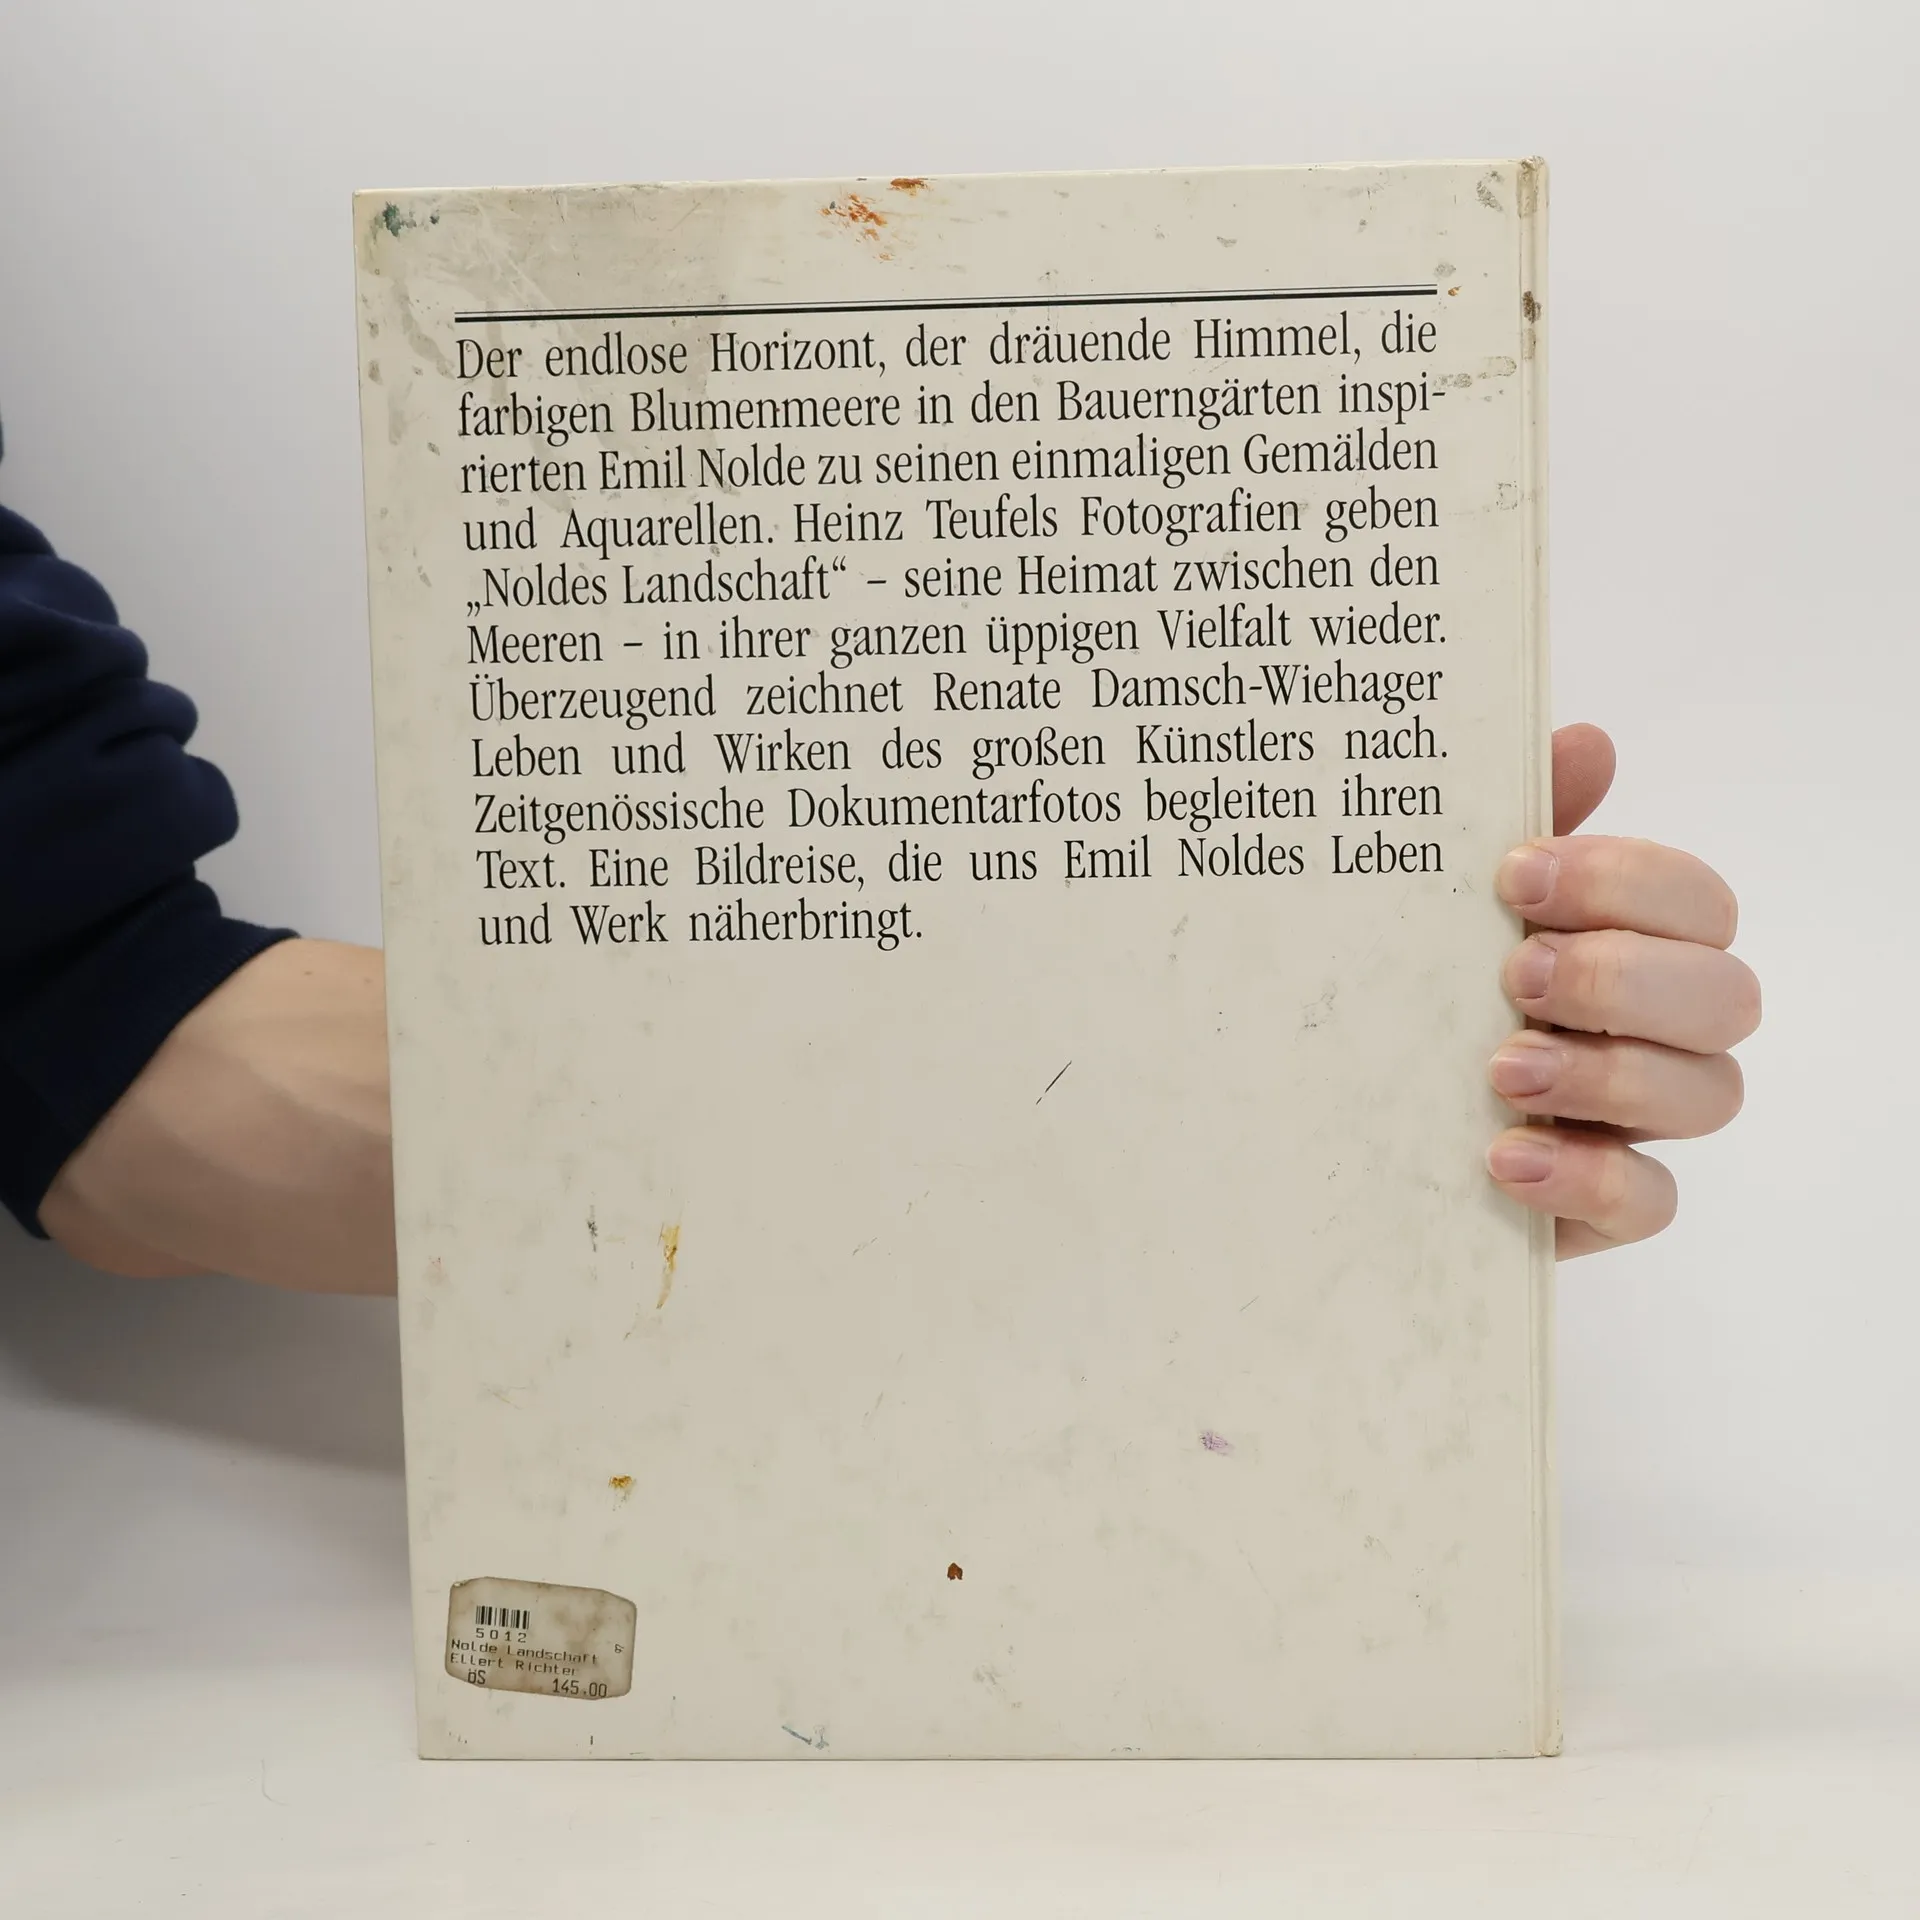 Der endlose Horizont, der dräuende Himmel, die
farbigen Blumenmeere in den Bauerngärten inspi-
rierten Emil Nolde zu seinen einmaligen Gemälden
und Aquarellen. Heinz Teufels Fotografien geben
„Noldes Landschaft“ – seine Heimat zwischen den
Meeren – in ihrer ganzen üppigen Vielfalt wieder.
Überzeugend zeichnet Renate Damsch-Wiehager
Leben und Wirken des großen Künstlers nach.
Zeitgenössische Dokumentarfotos begleiten ihren
Text. Eine Bildreise, die uns Emil Noldes Leben
und Werk näherbringt.
5012
Nolde Landschaft
Ellert Richter
öS 145.00